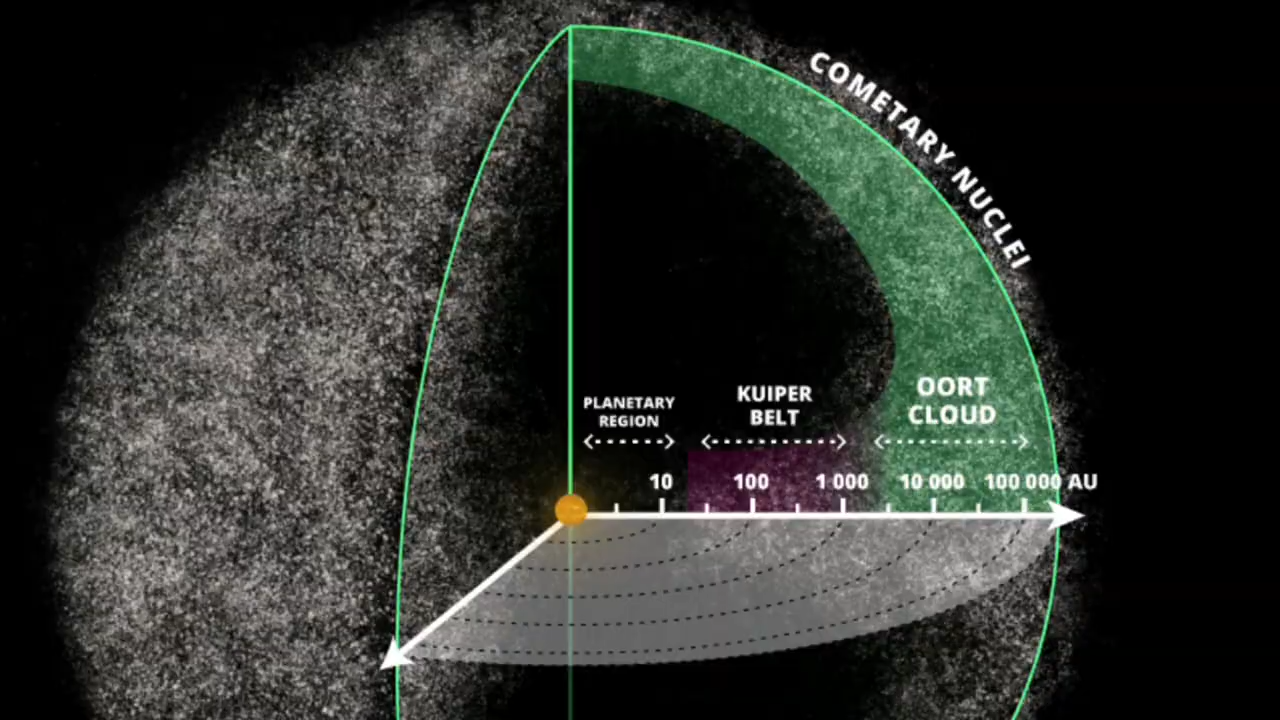 COMETARY NUCLEI
PLANETARY
REGION
KUIPER
BELT
OORT
CLOUD
10 100 1 000 10 000 100 000 AU